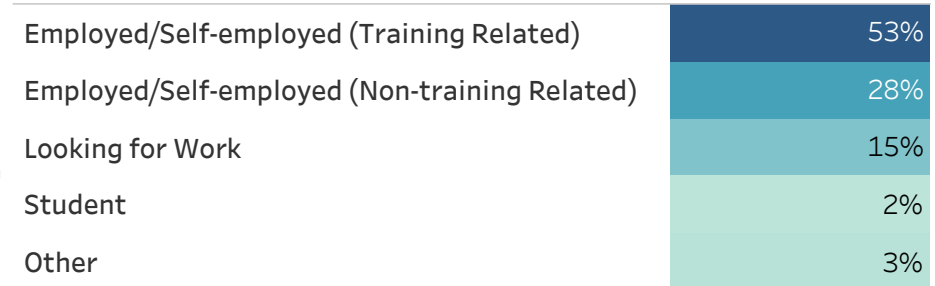 Employed/Self-employed (Training Related) 53%
Employed/Self-employed (Non-training Related) 28%
Looking for Work 15%
Student 2%
Other 3%